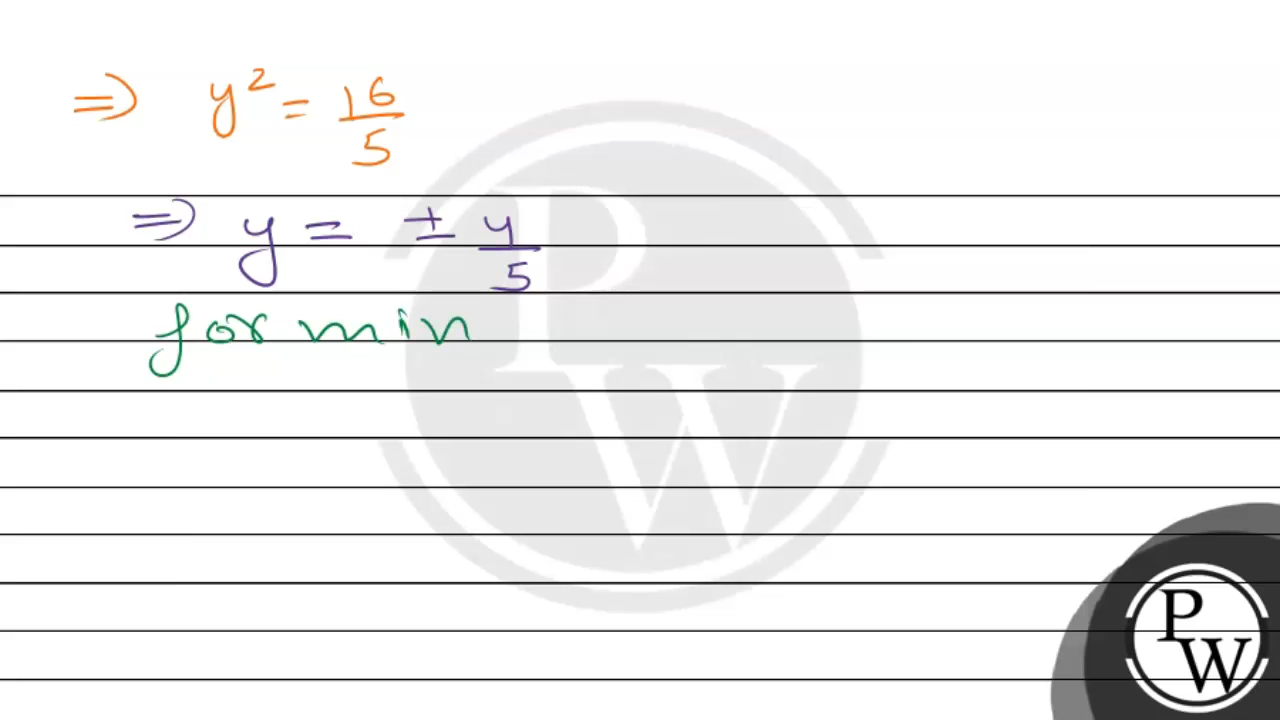 ⇒ y² = 16/5
⇒ y = ± 4/5
for min
P
W
P
W